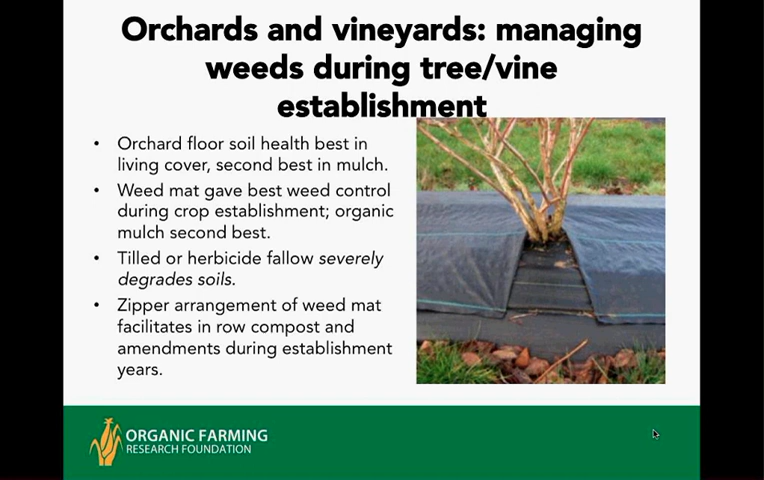 Orchards and vineyards: managing
weeds during tree/vine
establishment
• Orchard floor soil health best in
living cover, second best in mulch.
• Weed mat gave best weed control
during crop establishment; organic
mulch second best.
• Tilled or herbicide fallow severely
degrades soils.
• Zipper arrangement of weed mat
facilitates in row compost and
amendments during establishment
years.
ORGANIC FARMING
RESEARCH FOUNDATION